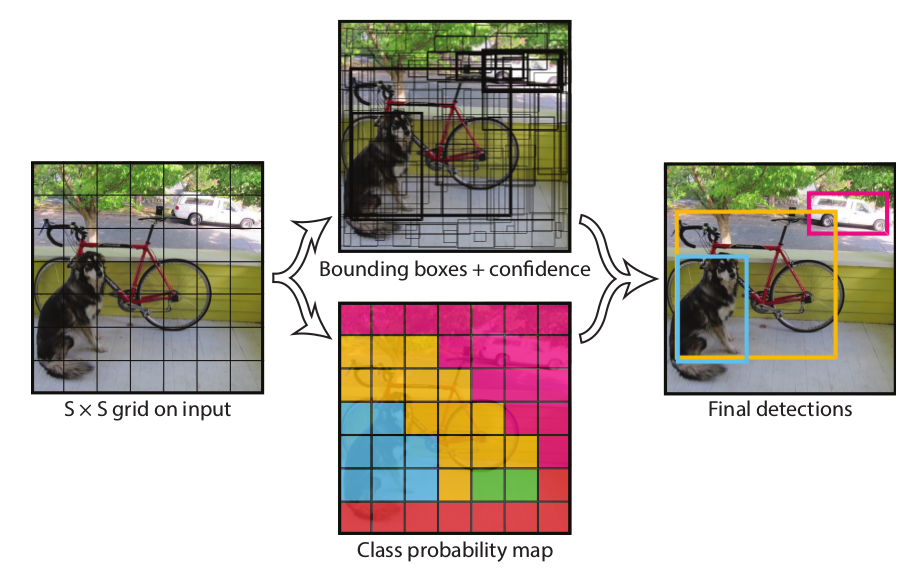 S × S grid on input
Bounding boxes + confidence
Class probability map
Final detections